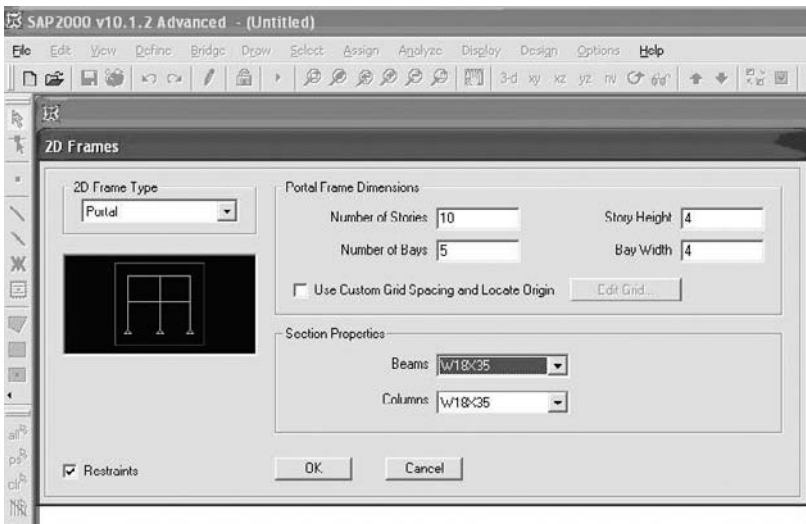 SAP2000 v10.1.2 Advanced - (Untitled)
File Edit View Define Bridge Draw Select Assign Analyze Display Design Options Help
3-d xy xz yz nv
2D Frames
2D Frame Type
Portal
Portal Frame Dimensions
Number of Stories 10 Story Height 4
Number of Bays 5 Bay Width 4
Use Custom Grid Spacing and Locate Origin Edit Grid...
Section Properties
Beams W18X35
Columns W18X35
Restraints OK Cancel
all
ps
clr